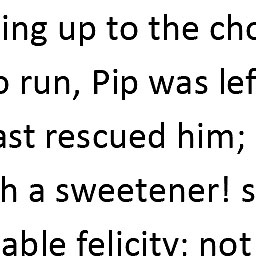 ing up to the cho
o run, Pip was lef
ast rescued him;
h a sweetener! s
able felicity: not